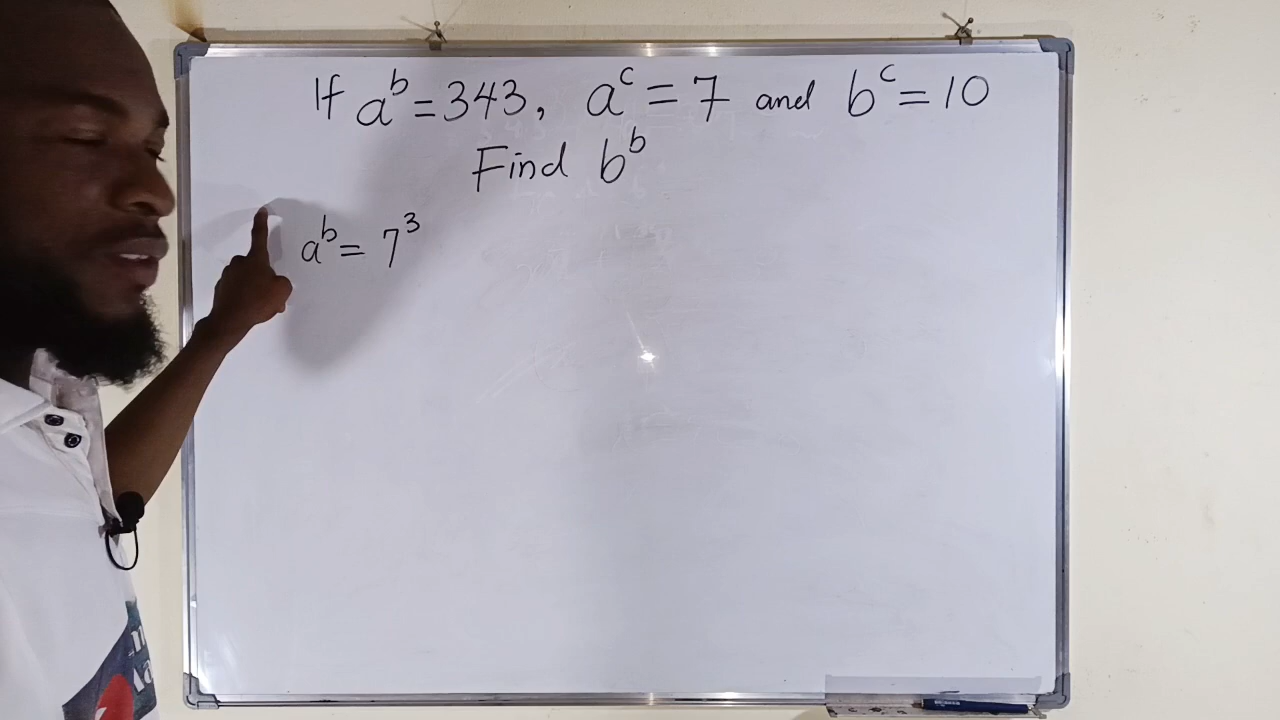 If a^b = 343, a^c = 7 and b^c = 10
Find b^b
a^b = 7^3